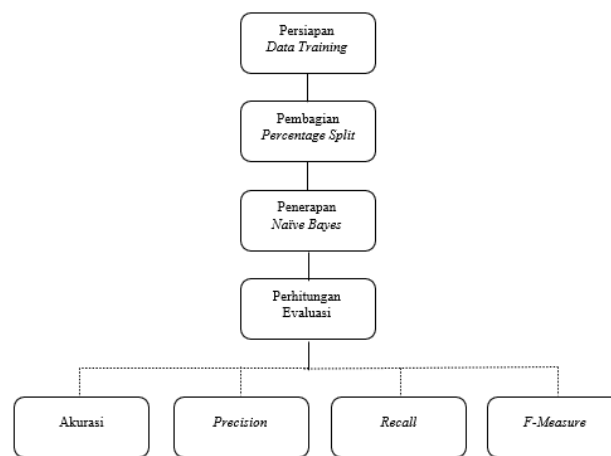 Persiapan
Data Training
Pembagian
Percentage Split
Penerapan
Naïve Bayes
Perhitungan
Evaluasi
Akurasi
Precision
Recall
F-Measure